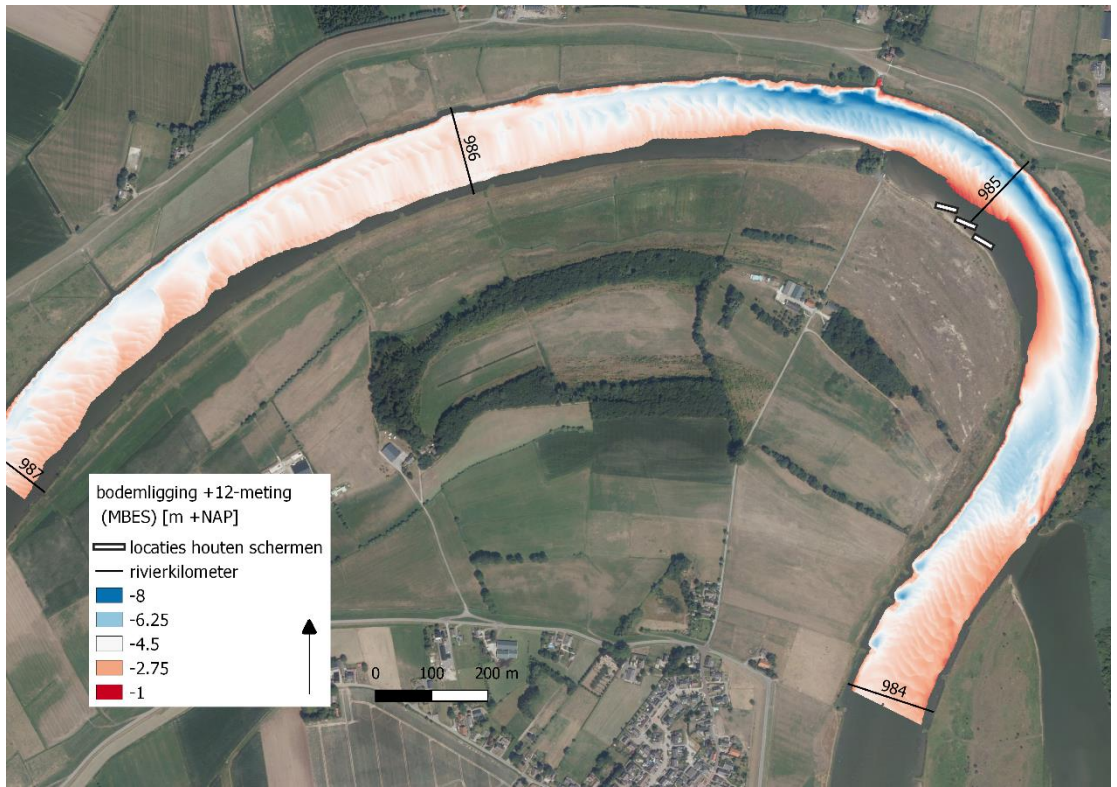 986
985
987
984
bodemligging +12-meting
(MBES) [m +NAP]
locaties houten schermen
rivierkilometer
-8
-6.25
-4.5
-2.75
-1
0 100 200 m